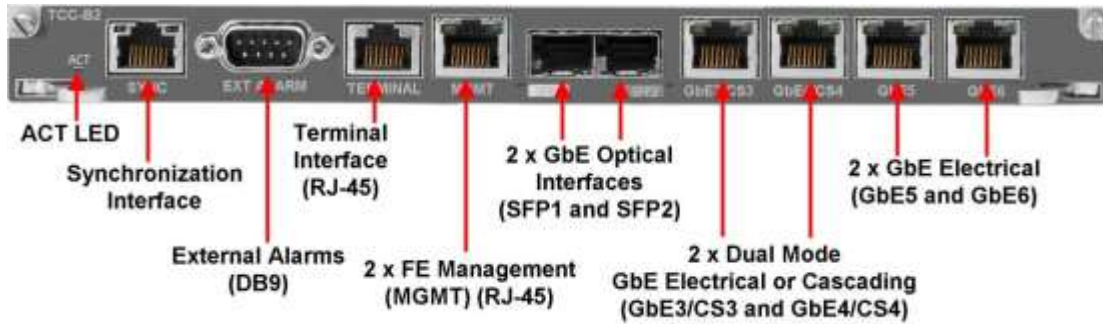 TCC-B2
ACT
SYNC
EXT ALARM
TERMINAL
MGMT
GbE3/CS3
GbE4/CS4
GbE5
GbE6
ACT LED
Synchronization
Interface
External Alarms
(DB9)
Terminal
Interface
(RJ-45)
2 x FE Management
(MGMT) (RJ-45)
2 x GbE Optical
Interfaces
(SFP1 and SFP2)
2 x Dual Mode
GbE Electrical or Cascading
(GbE3/CS3 and GbE4/CS4)
2 x GbE Electrical
(GbE5 and GbE6)